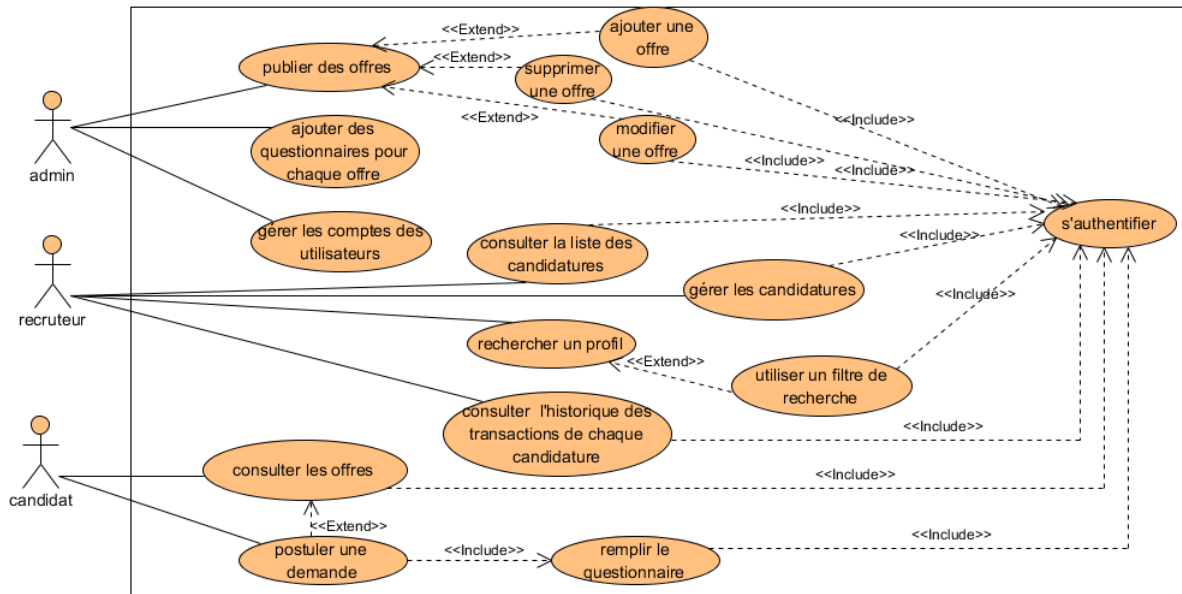 <<Extend>>
ajouter une
offre
publier des offres
<<Extend>>
supprimer
une offre
<<Extend>>
modifier
une offre
<<Include>>
<<Include>>
<<Include>>
admin
ajouter des
questionnaires pour
chaque offre
gérer les comptes des
utilisateurs
consulter la liste des
candidatures
<<Include>>
s'authentifier
<<Include>>
recruteur
gérer les candidatures
<<Include>>
rechercher un profil
<<Extend>>
utiliser un filtre de
recherche
consulter l'historique des
transactions de chaque
candidature
<<Include>>
candidat
consulter les offres
<<Include>>
<<Extend>>
postuler une
demande
<<Include>>
remplir le
questionnaire
<<Include>>